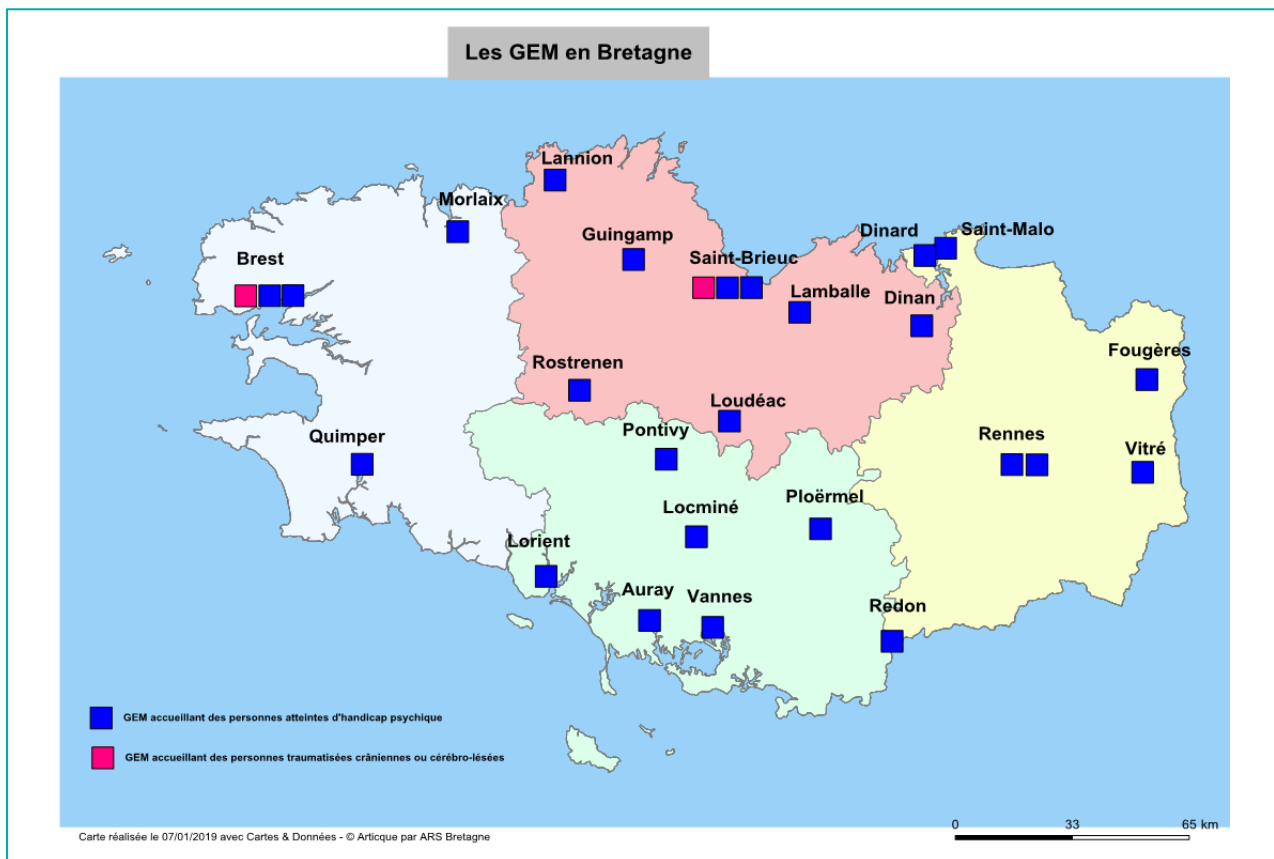 Les GEM en Bretagne
Lannion
Morlaix
Guingamp
Dinard
Saint-Malo
Brest
Saint-Brieuc
Lamballe
Dinan
Fougères
Rostrenen
Loudéac
Quimper
Pontivy
Rennes
Vitré
Locminé
Ploërmel
Lorient
Auray
Vannes
Redon
GEM accueillant des personnes atteintes d'handicap psychique
GEM accueillant des personnes traumatisées crâniennes ou cérébro-lésées
Carte réalisée le 07/01/2019 avec Cartes & Données - © Articque par ARS Bretagne
0 33 65 km